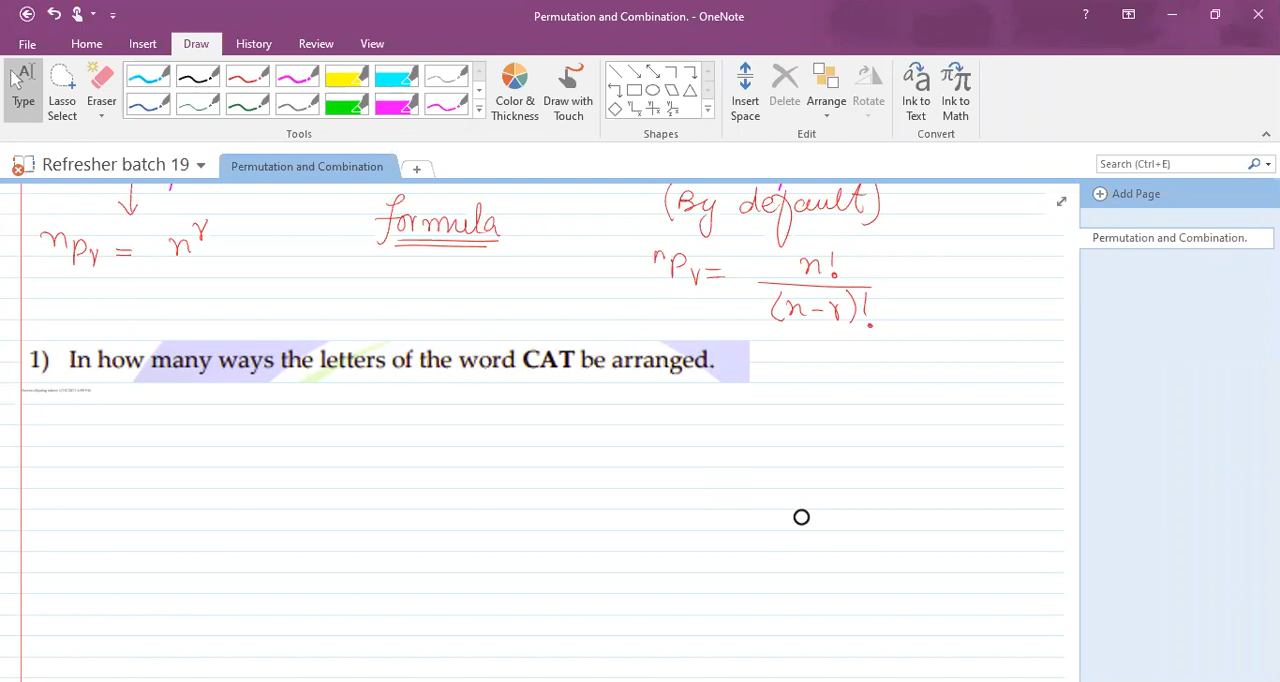 Permutation and Combination. - OneNote
?
File Home Insert Draw History Review View
Type Lasso Select Eraser Color & Thickness Draw with Touch Insert Space Delete Arrange Rotate Ink to Text Ink to Math
Tools Shapes Edit Convert
Refresher batch 19 Permutation and Combination Search (Ctrl+E)
Add Page
Permutation and Combination.
formula
(By default)
nPr = n^r
nPr = n! / (n-r)!
1) In how many ways the letters of the word CAT be arranged.